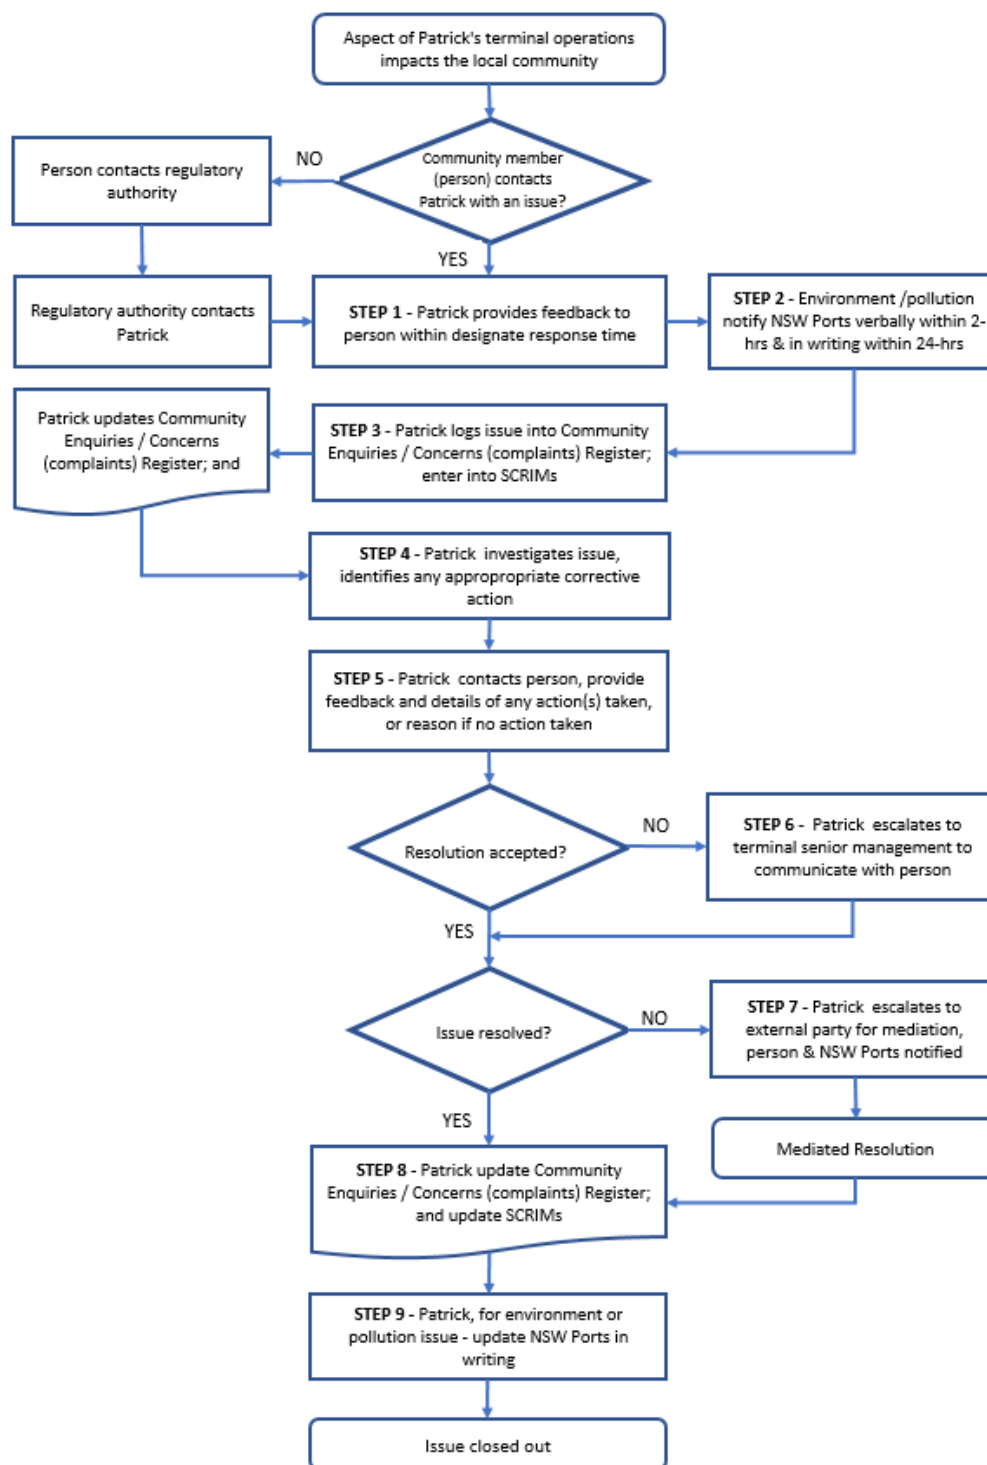 Aspect of Patrick's terminal operations
impacts the local community
Community member
(person) contacts
Patrick with an issue?
NO
Person contacts regulatory
authority
YES
Regulatory authority contacts
Patrick
STEP 1 - Patrick provides feedback to
person within designate response time
STEP 2 - Environment /pollution
notify NSW Ports verbally within 2-
hrs & in writing within 24-hrs
STEP 3 - Patrick logs issue into Community
Enquiries / Concerns (complaints) Register;
enter into SCRIMs
Patrick updates Community
Enquiries / Concerns
(complaints) Register; and
STEP 4 - Patrick investigates issue,
identifies any appropropriate corrective
action
STEP 5 - Patrick contacts person, provide
feedback and details of any action(s) taken,
or reason if no action taken
Resolution accepted?
NO
STEP 6 - Patrick escalates to
terminal senior management to
communicate with person
YES
Issue resolved?
NO
STEP 7 - Patrick escalates to
external party for mediation,
person & NSW Ports notified
YES
Mediated Resolution
STEP 8 - Patrick update Community
Enquiries / Concerns (complaints) Register;
and update SCRIMs
STEP 9 - Patrick, for environment or
pollution issue - update NSW Ports in
writing
Issue closed out